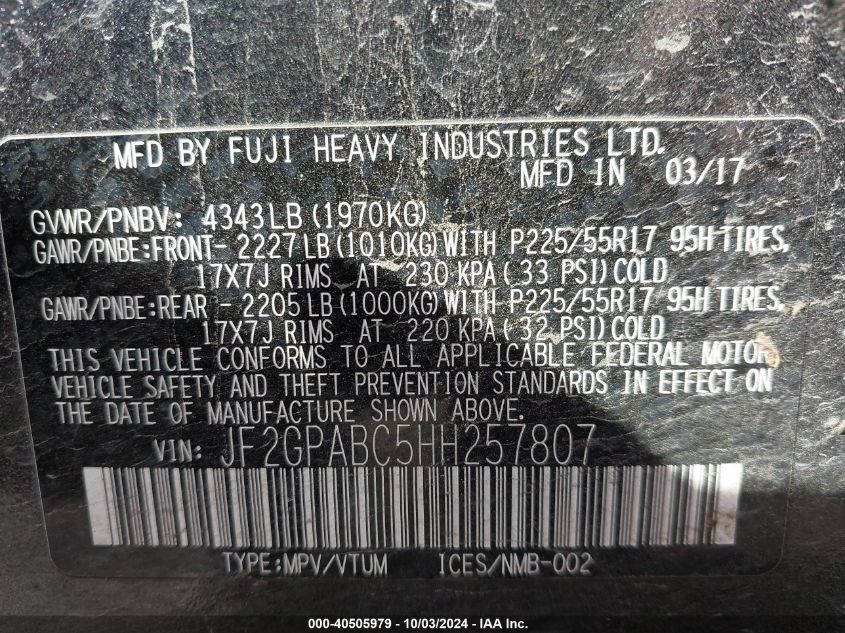 MFD BY FUJI HEAVY INDUSTRIES LTD.
MFD IN 03/17
GVWR/PNBV: 4343LB (1970KG)
GAWR/PNBE:FRONT- 2227LB(1010KG)WITH P225/55R17 95H TIRES,
17X7J RIMS AT 230 KPA(33 PSI)COLD
GAWR/PNBE:REAR - 2205LB(1000KG)WITH P225/55R17 95H TIRES,
17X7J RIMS AT 220 KPA(32 PSI)COLD
THIS VEHICLE CONFORMS TO ALL APPLICABLE FEDERAL MOTOR
VEHICLE SAFETY AND THEFT PREVENTION STANDARDS IN EFFECT ON
THE DATE OF MANUFACTURE SHOWN ABOVE.
VIN: JF2GPABC5HH257807
TYPE:MPV/VTUM ICES/NMB-002
000-40505979 - 10/03/2024 - IAAI, Inc.